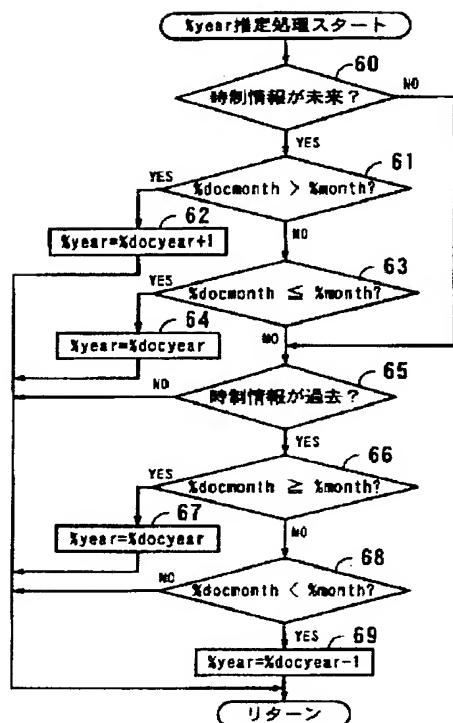 %year推定処理スタート
60
時制情報が未来?
NO
YES
61
%docmonth > %month?
YES
62
%year=%docyear+1
NO
63
%docmonth ≦ %month?
YES
64
%year=%docyear
NO
65
時制情報が過去?
NO
YES
66
%docmonth ≧ %month?
YES
67
%year=%docyear
NO
68
%docmonth < %month?
NO
YES
69
%year=%docyear-1
リターン